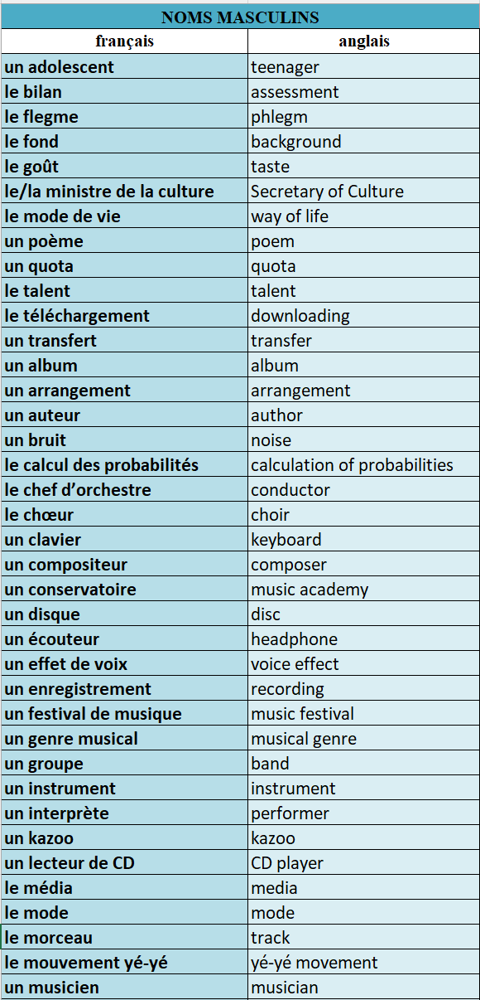 NOMS MASCULINS
français anglais
un adolescent teenager
le bilan assessment
le flegme phlegm
le fond background
le goût taste
le/la ministre de la culture Secretary of Culture
le mode de vie way of life
un poème poem
un quota quota
le talent talent
le téléchargement downloading
un transfert transfer
un album album
un arrangement arrangement
un auteur author
un bruit noise
le calcul des probabilités calculation of probabilities
le chef d’orchestre conductor
le chœur choir
un clavier keyboard
un compositeur composer
un conservatoire music academy
un disque disc
un écouteur headphone
un effet de voix voice effect
un enregistrement recording
un festival de musique music festival
un genre musical musical genre
un groupe band
un instrument instrument
un interprète performer
un kazoo kazoo
un lecteur de CD CD player
le média media
le mode mode
le morceau track
le mouvement yé-yé yé-yé movement
un musicien musician